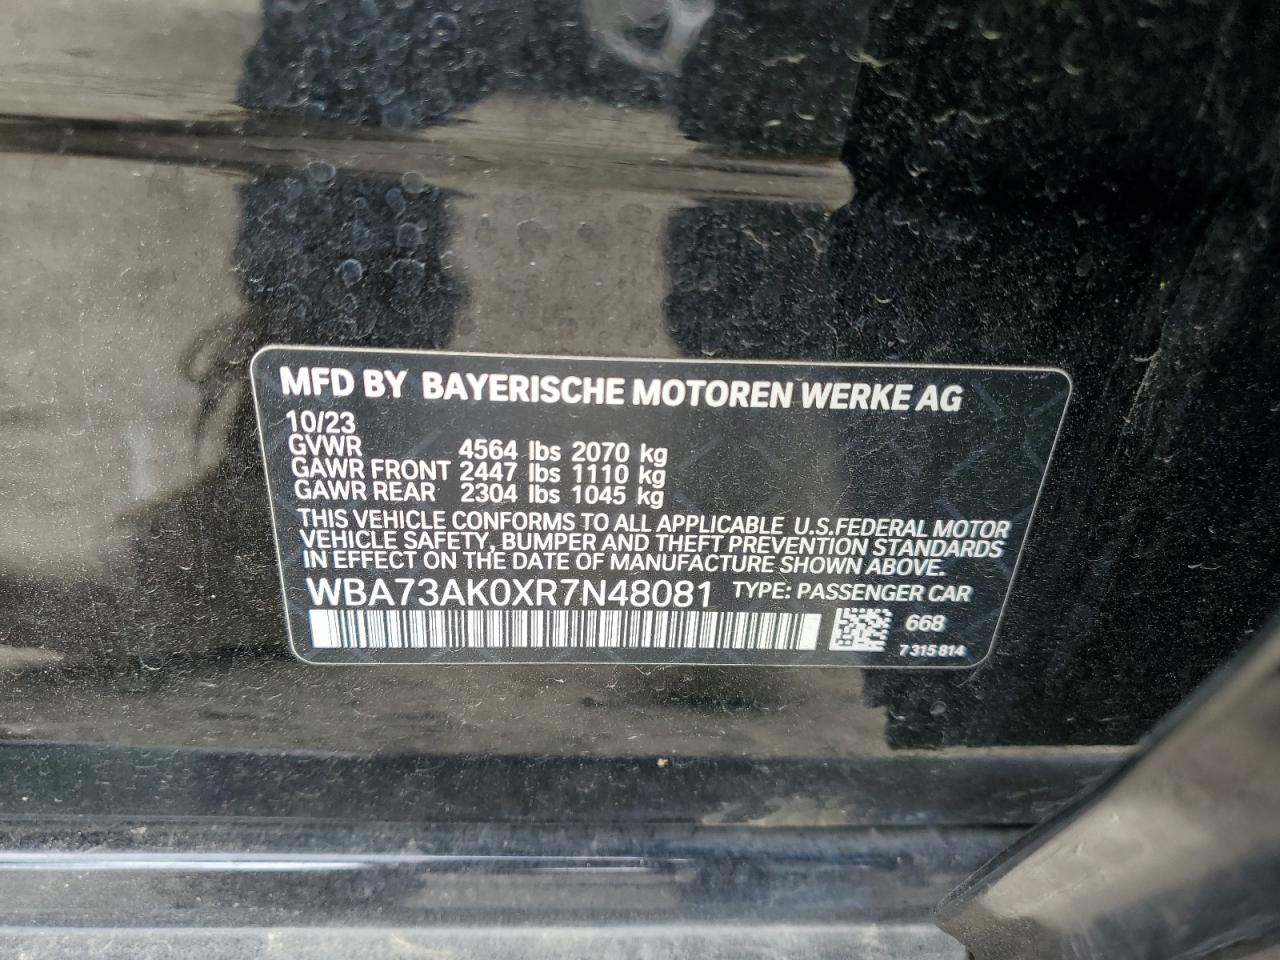 MFD BY BAYERISCHE MOTOREN WERKE AG
10/23
GVWR 4564 lbs 2070 kg
GAWR FRONT 2447 lbs 1110 kg
GAWR REAR 2304 lbs 1045 kg
THIS VEHICLE CONFORMS TO ALL APPLICABLE U.S.FEDERAL MOTOR
VEHICLE SAFETY, BUMPER AND THEFT PREVENTION STANDARDS
IN EFFECT ON THE DATE OF MANUFACTURE SHOWN ABOVE.
WBA73AK0XR7N48081 TYPE: PASSENGER CAR
668
7 315 814